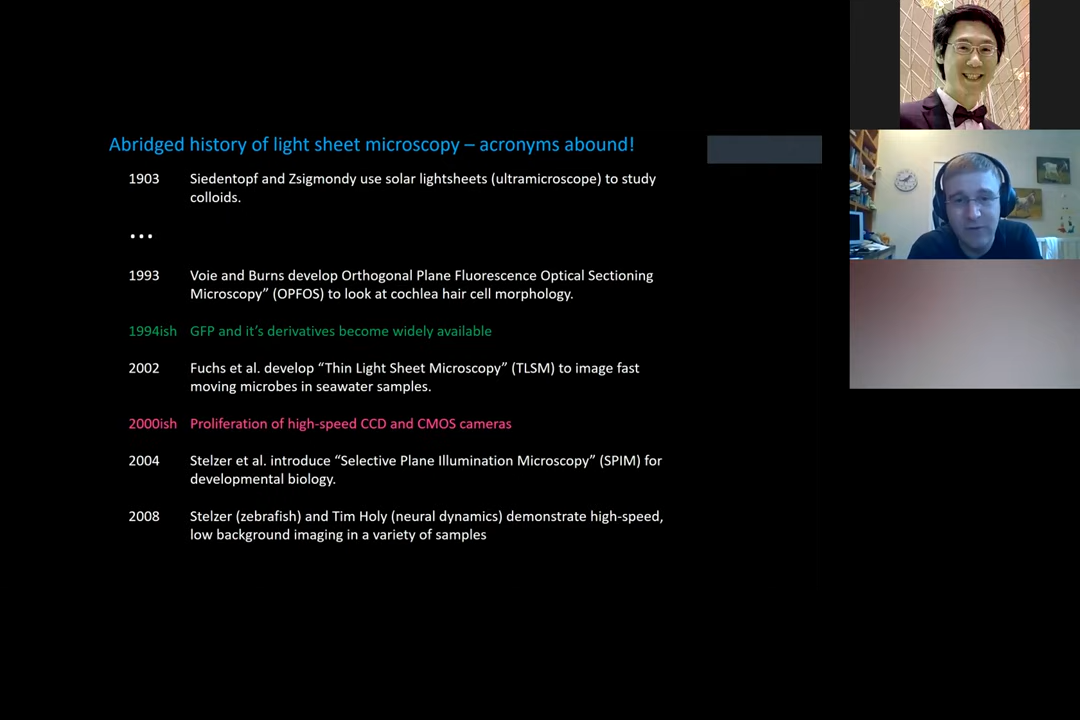 Abridged history of light sheet microscopy – acronyms abound!
1903 Siedentopf and Zsigmondy use solar lightsheets (ultramicroscope) to study
colloids.
...
1993 Voie and Burns develop Orthogonal Plane Fluorescence Optical Sectioning
Microscopy” (OPFOS) to look at cochlea hair cell morphology.
1994ish GFP and it’s derivatives become widely available
2002 Fuchs et al. develop “Thin Light Sheet Microscopy” (TLSM) to image fast
moving microbes in seawater samples.
2000ish Proliferation of high-speed CCD and CMOS cameras
2004 Stelzer et al. introduce “Selective Plane Illumination Microscopy” (SPIM) for
developmental biology.
2008 Stelzer (zebrafish) and Tim Holy (neural dynamics) demonstrate high-speed,
low background imaging in a variety of samples